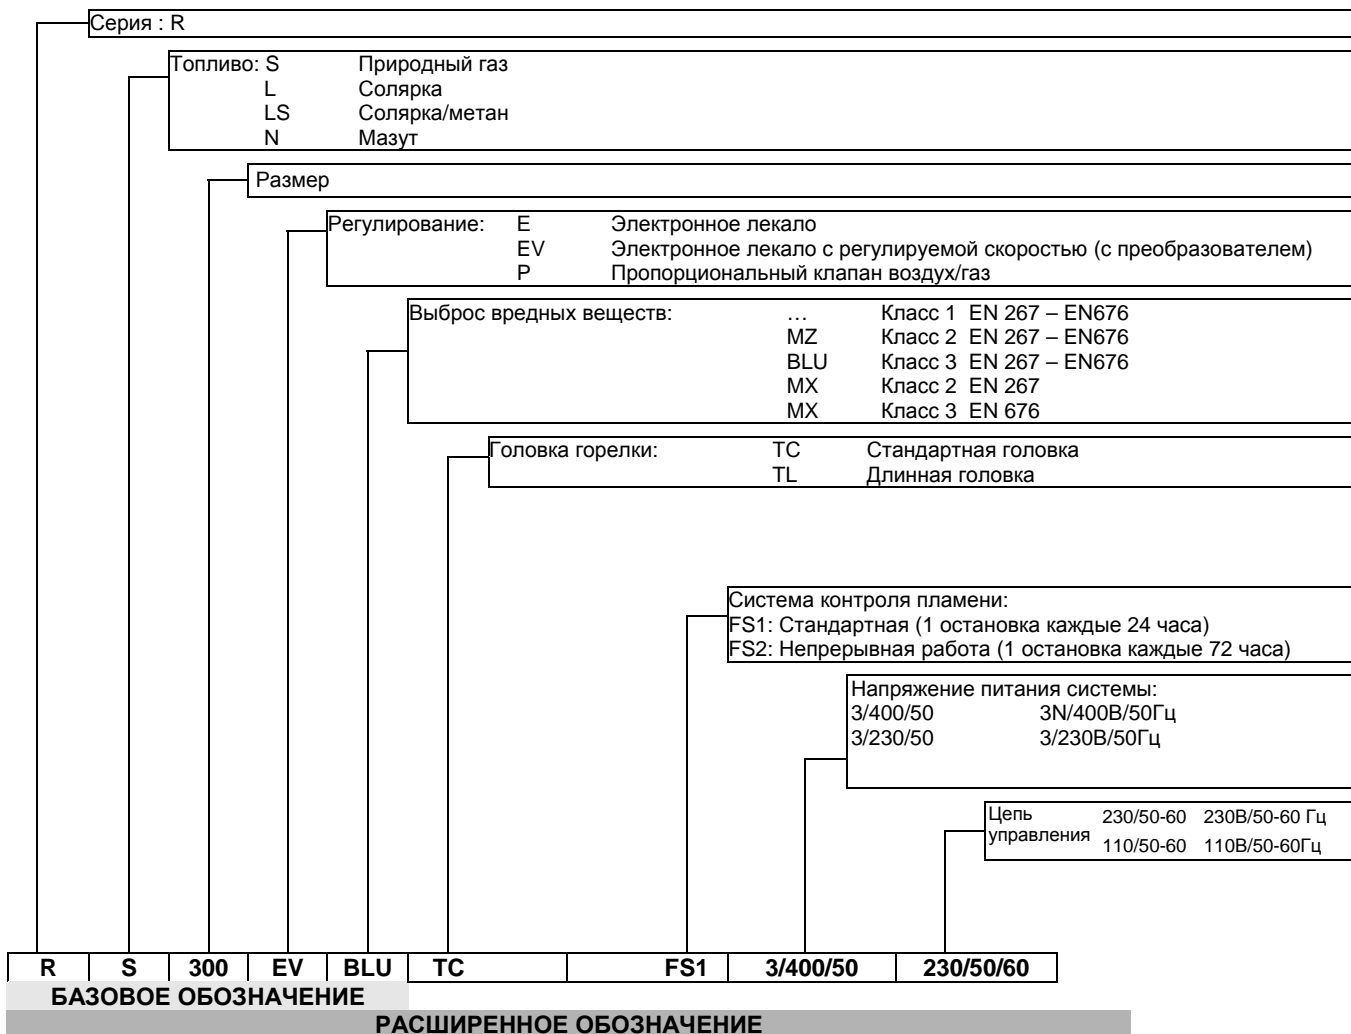 Серия : R
Топливо: S Природный газ
L Солярка
LS Солярка/метан
N Мазут
Размер
Регулирование: E Электронное лекало
EV Электронное лекало с регулируемой скоростью (с преобразователем)
P Пропорциональный клапан воздух/газ
Выброс вредных веществ: … Класс 1 EN 267 – EN676
MZ Класс 2 EN 267 – EN676
BLU Класс 3 EN 267 – EN676
MX Класс 2 EN 267
MX Класс 3 EN 676
Головка горелки: TC Стандартная головка
TL Длинная головка
Система контроля пламени:
FS1: Стандартная (1 остановка каждые 24 часа)
FS2: Непрерывная работа (1 остановка каждые 72 часа)
Напряжение питания системы:
3/400/50 3N/400В/50Гц
3/230/50 3/230В/50Гц
Цепь управления 230/50-60 230В/50-60 Гц
110/50-60 110В/50-60Гц
R S 300 EV BLU TC FS1 3/400/50 230/50/60
БАЗОВОЕ ОБОЗНАЧЕНИЕ
РАСШИРЕННОЕ ОБОЗНАЧЕНИЕ